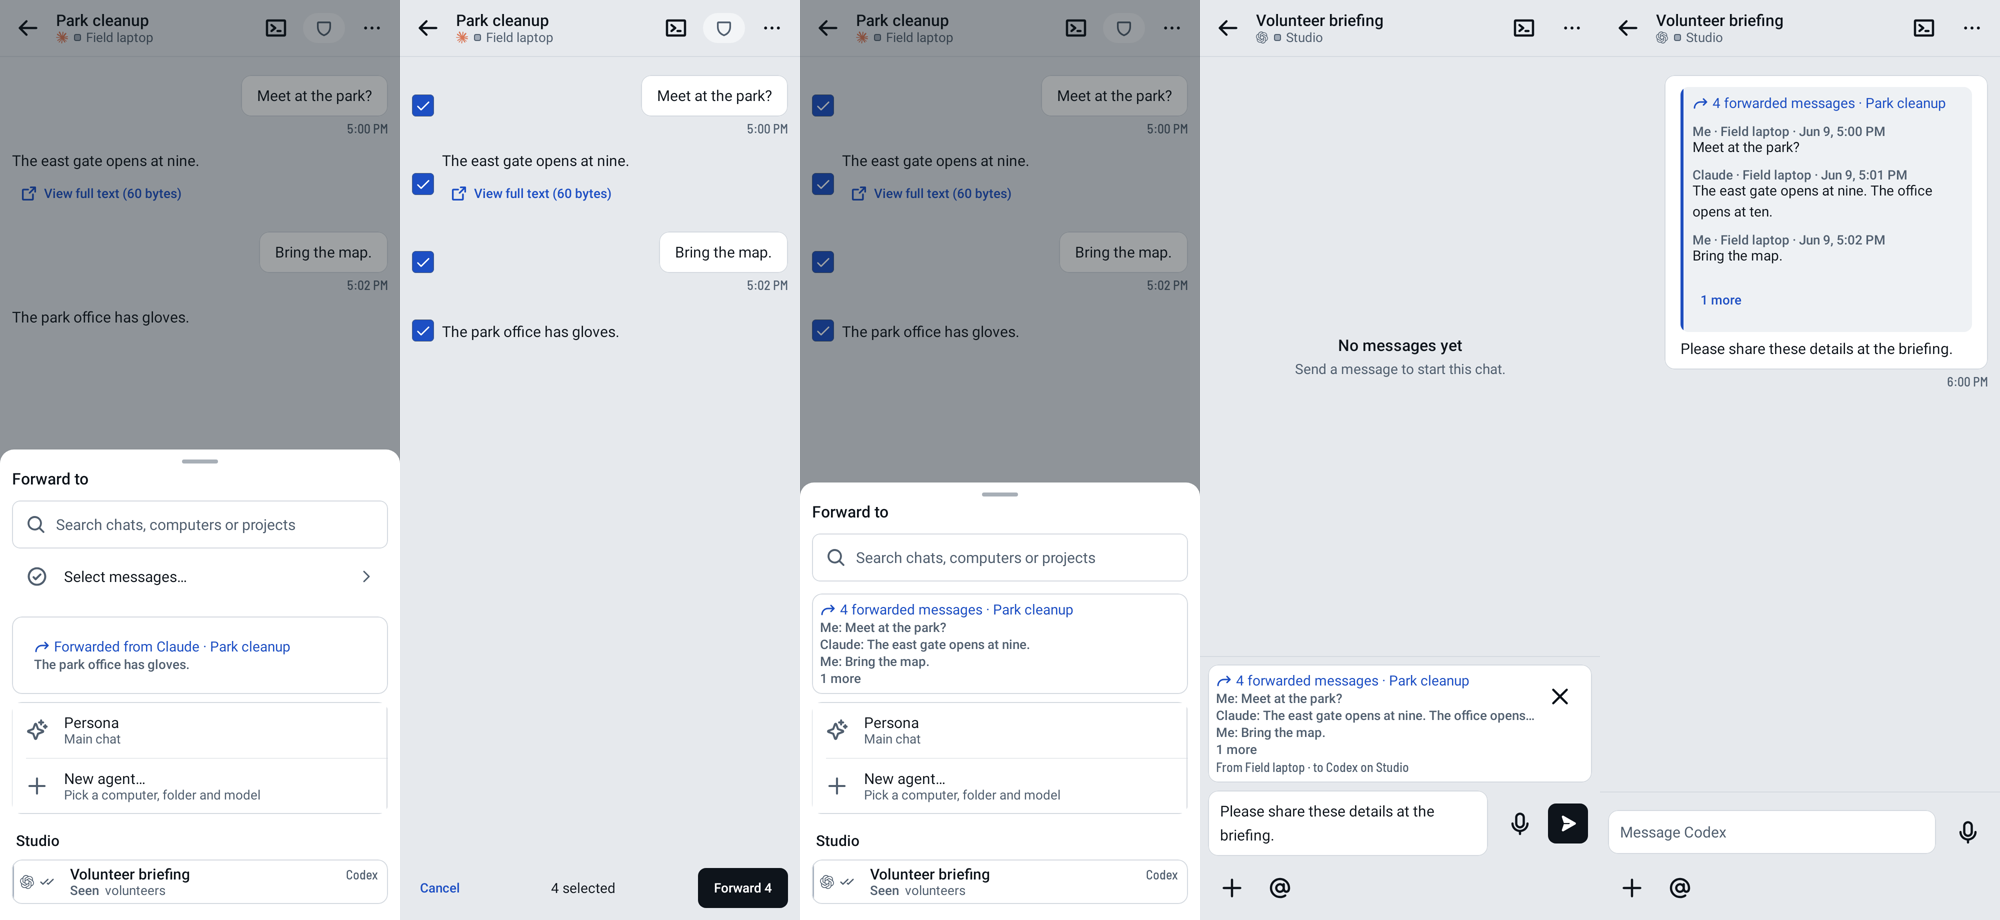 Park cleanup
Field laptop
Meet at the park?
5:00 PM
The east gate opens at nine.
View full text (60 bytes)
Bring the map.
5:02 PM
The park office has gloves.
Forward to
Search chats, computers or projects
Select messages...
Forwarded from Claude · Park cleanup
The park office has gloves.
Persona
Main chat
New agent...
Pick a computer, folder and model
Studio
Volunteer briefing
Codex
Seen volunteers
Park cleanup
Field laptop
Meet at the park?
5:00 PM
The east gate opens at nine.
View full text (60 bytes)
Bring the map.
5:02 PM
The park office has gloves.
Cancel
4 selected
Forward 4
Park cleanup
Field laptop
Meet at the park?
5:00 PM
The east gate opens at nine.
View full text (60 bytes)
Bring the map.
5:02 PM
The park office has gloves.
Forward to
Search chats, computers or projects
4 forwarded messages · Park cleanup
Me: Meet at the park?
Claude: The east gate opens at nine.
Me: Bring the map.
1 more
Persona
Main chat
New agent...
Pick a computer, folder and model
Studio
Volunteer briefing
Codex
Seen volunteers
Volunteer briefing
Studio
No messages yet
Send a message to start this chat.
4 forwarded messages · Park cleanup
Me: Meet at the park?
Claude: The east gate opens at nine. The office opens...
Me: Bring the map.
1 more
From Field laptop · to Codex on Studio
Please share these details at the
briefing.
Volunteer briefing
Studio
4 forwarded messages · Park cleanup
Me · Field laptop · Jun 9, 5:00 PM
Meet at the park?
Claude · Field laptop · Jun 9, 5:01 PM
The east gate opens at nine. The office
opens at ten.
Me · Field laptop · Jun 9, 5:02 PM
Bring the map.
1 more
Please share these details at the briefing.
6:00 PM
Message Codex